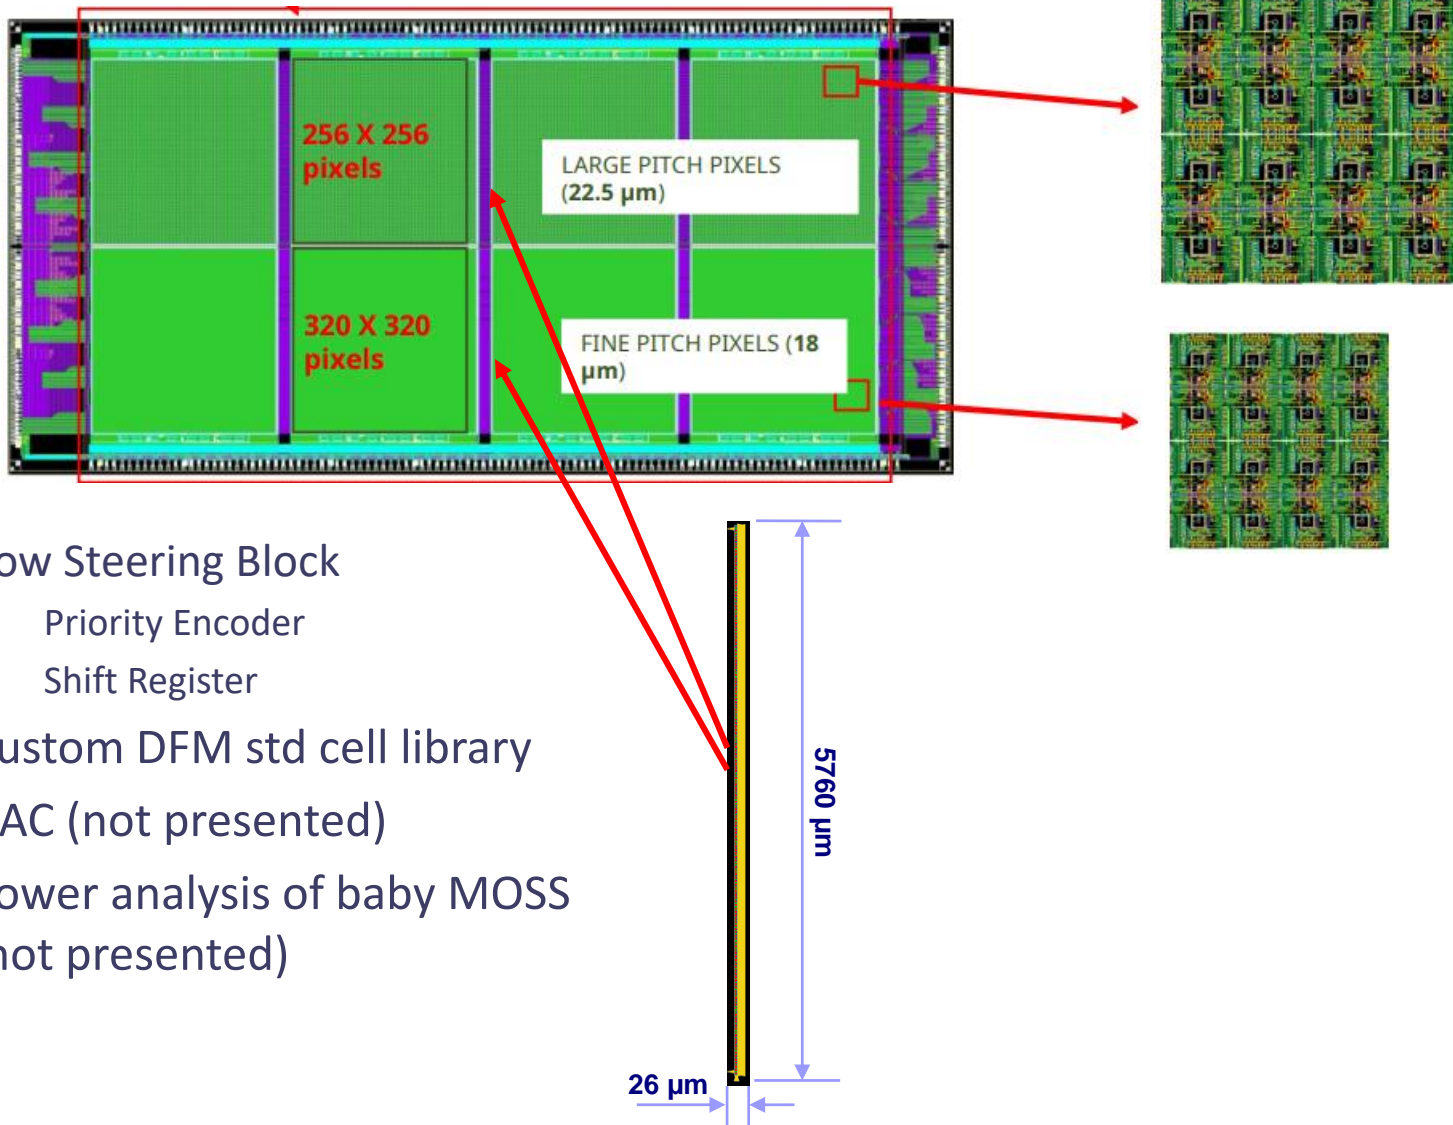 256 X 256
pixels
LARGE PITCH PIXELS
(22.5 µm)
320 X 320
pixels
FINE PITCH PIXELS (18
µm)
ow Steering Block
Priority Encoder
Shift Register
ustom DFM std cell library
AC (not presented)
ower analysis of baby MOSS
not presented)
5760 µm
26 µm